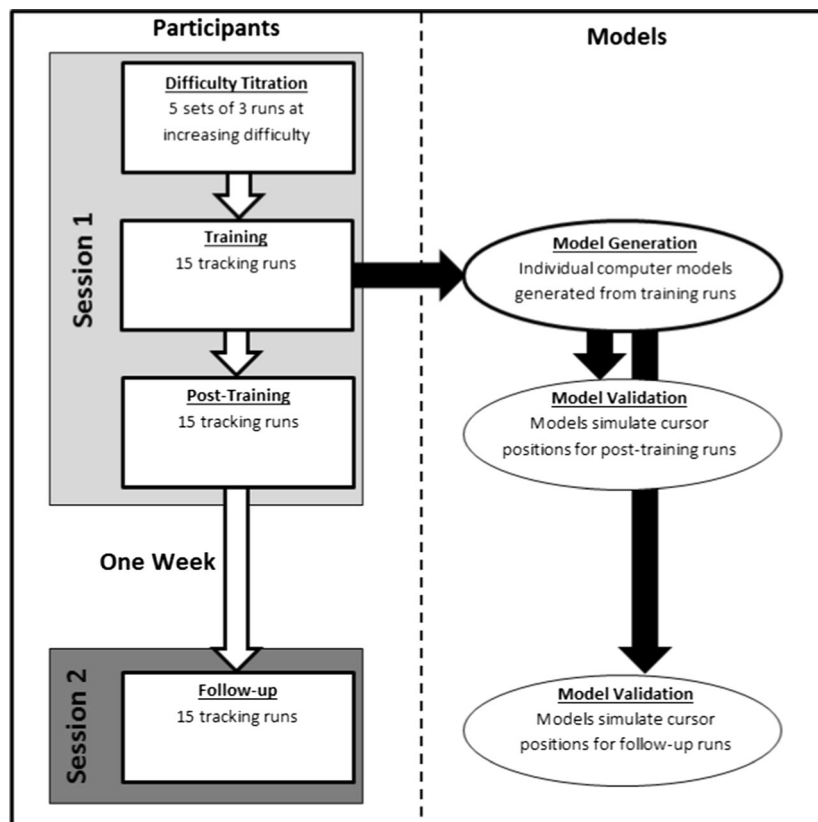 Participants
Models
Session 1
Difficulty Titration
5 sets of 3 runs at
increasing difficulty
Training
15 tracking runs
Model Generation
Individual computer models
generated from training runs
Post-Training
15 tracking runs
Model Validation
Models simulate cursor
positions for post-training runs
One Week
Session 2
Follow-up
15 tracking runs
Model Validation
Models simulate cursor
positions for follow-up runs